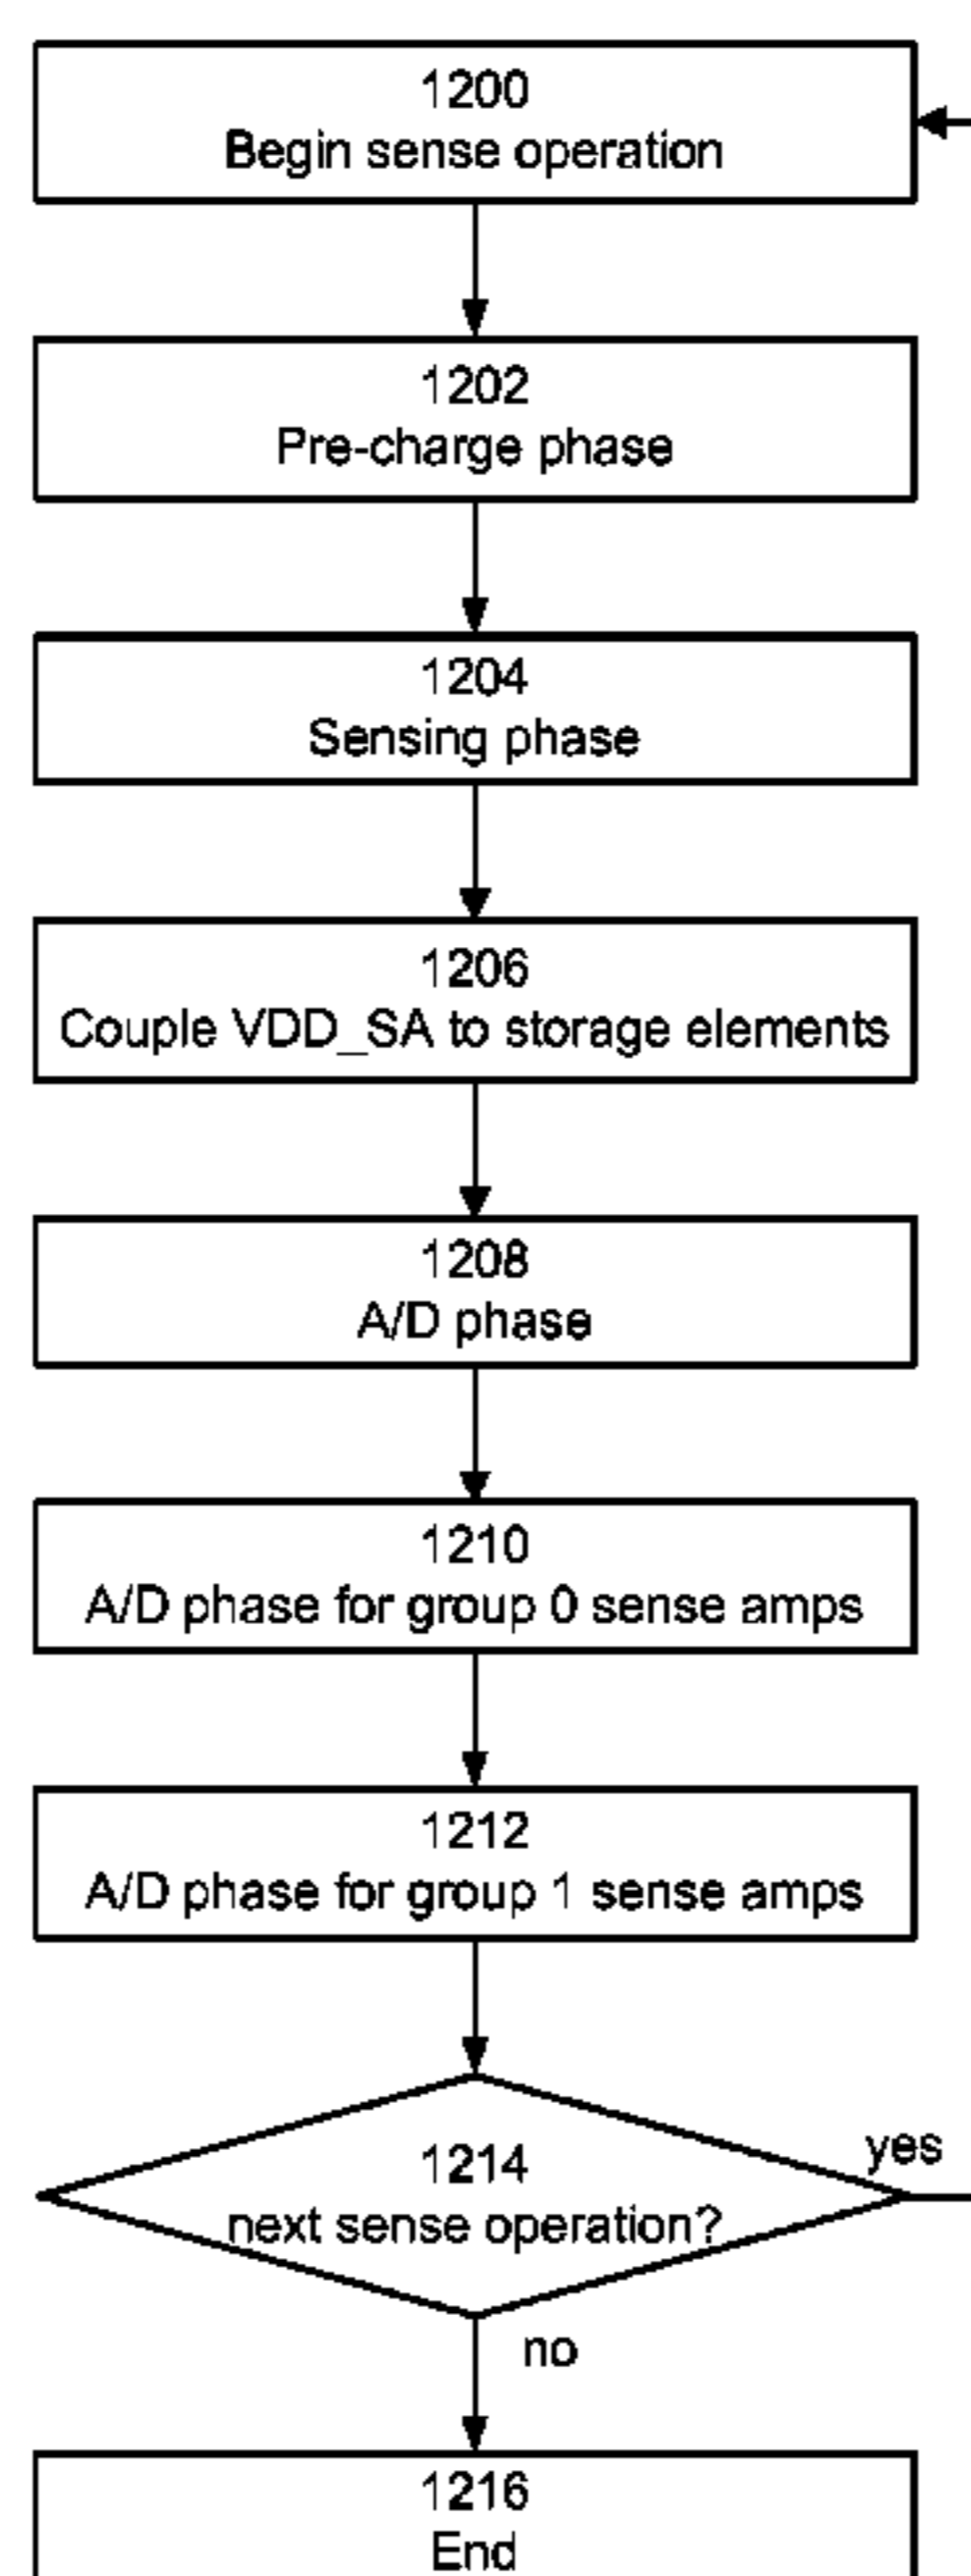 1200
Begin sense operation
1202
Pre-charge phase
1204
Sensing phase
1206
Couple VDD_SA to storage elements
1208
A/D phase
1210
A/D phase for group 0 sense amps
1212
A/D phase for group 1 sense amps
yes
1214
next sense operation?
no
1216
End